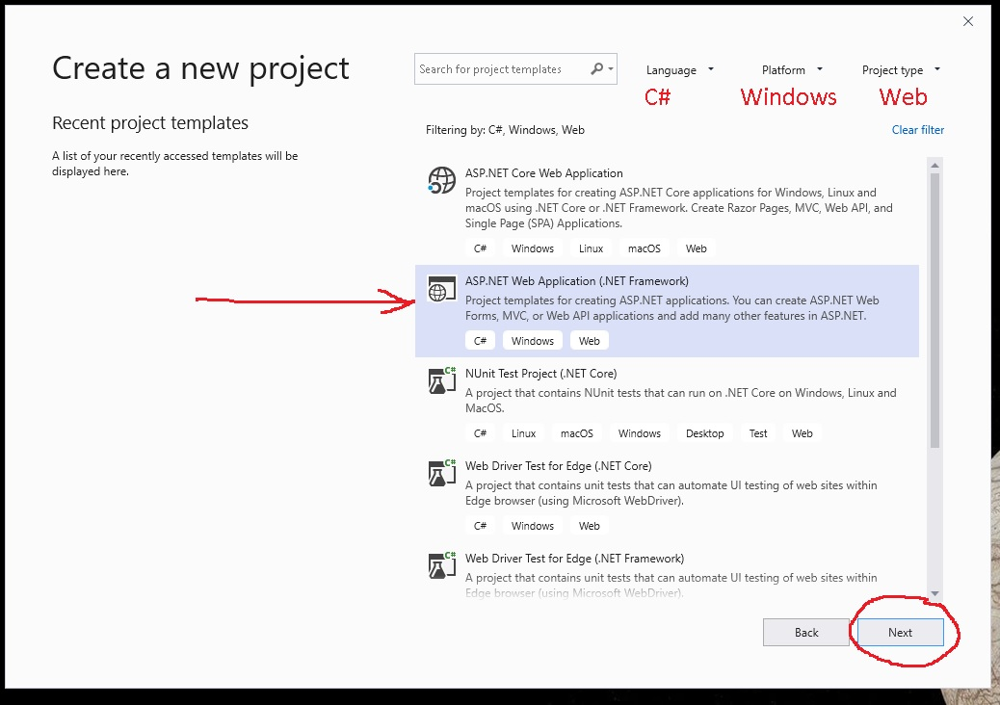 Create a new project
Search for project templates
Language
Platform
Project type
C#
Windows
Web
Recent project templates
Filtering by: C#, Windows, Web
Clear filter
A list of your recently accessed templates will be
displayed here.
ASP.NET Core Web Application
Project templates for creating ASP.NET Core applications for Windows, Linux and
macOS using .NET Core or .NET Framework. Create Razor Pages, MVC, Web API, and
Single Page (SPA) Applications.
C# Windows Linux macOS Web
ASP.NET Web Application (.NET Framework)
Project templates for creating ASP.NET applications. You can create ASP.NET Web
Forms, MVC, or Web API applications and add many other features in ASP.NET.
C# Windows Web
C#
NUnit Test Project (.NET Core)
A project that contains NUnit tests that can run on .NET Core on Windows, Linux and
MacOS.
C# Linux macOS Windows Desktop Test Web
C#
Web Driver Test for Edge (.NET Core)
A project that contains unit tests that can automate UI testing of web sites within
Edge browser (using Microsoft WebDriver).
C# Windows Web
C#
Web Driver Test for Edge (.NET Framework)
A project that contains unit tests that can automate UI testing of web sites within
Edge browser (using Microsoft WebDriver).
Back
Next